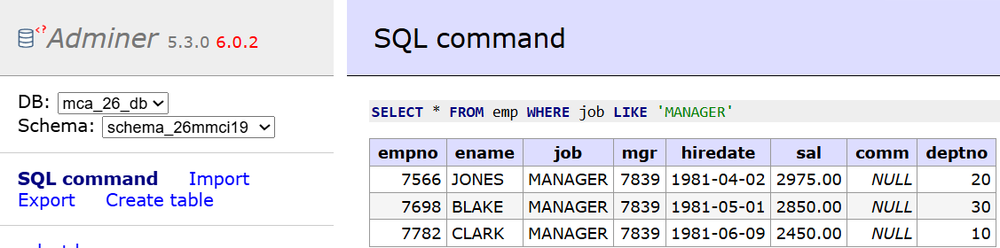 Adminer 5.3.0 6.0.2
DB: mca_26_db
Schema: schema_26mmci19
SQL command Import
Export Create table
SQL command
SELECT * FROM emp WHERE job LIKE 'MANAGER'
empno ename job mgr hiredate sal comm deptno
7566 JONES MANAGER 7839 1981-04-02 2975.00 NULL 20
7698 BLAKE MANAGER 7839 1981-05-01 2850.00 NULL 30
7782 CLARK MANAGER 7839 1981-06-09 2450.00 NULL 10